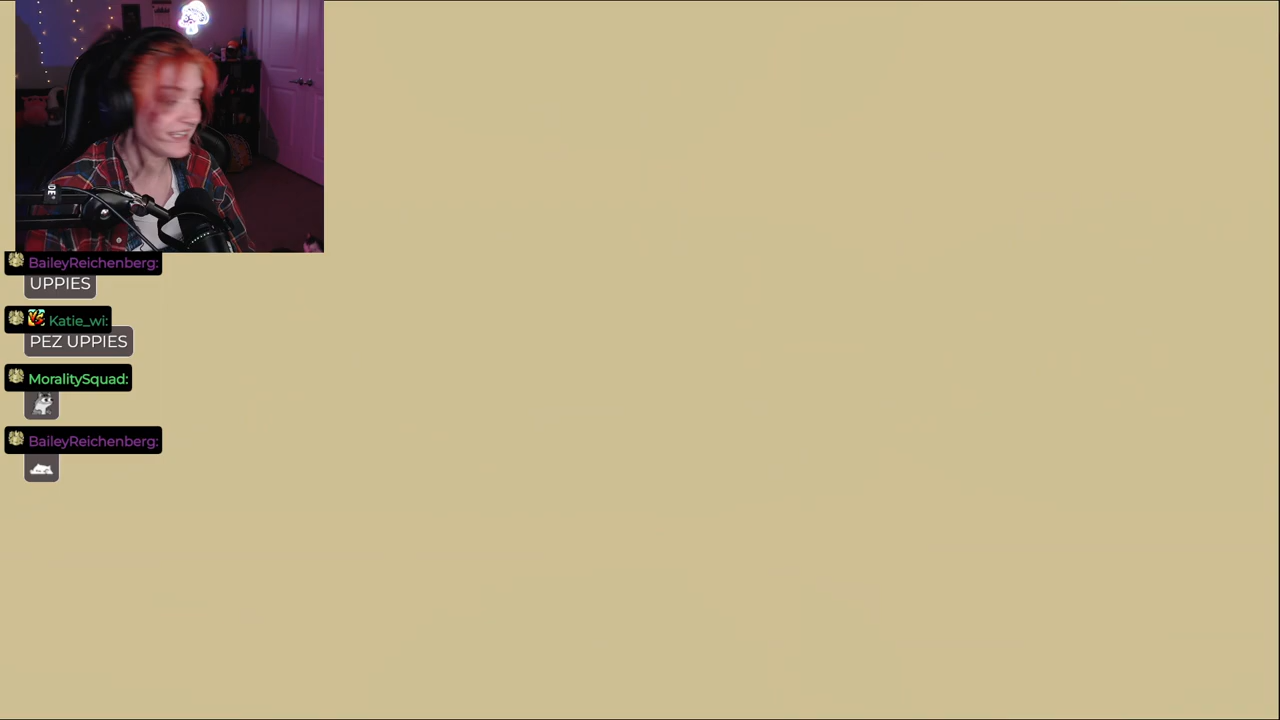 BaileyReichenberg:
UPPIES
Katie_wi:
PEZ UPPIES
MoralitySquad:
BaileyReichenberg: